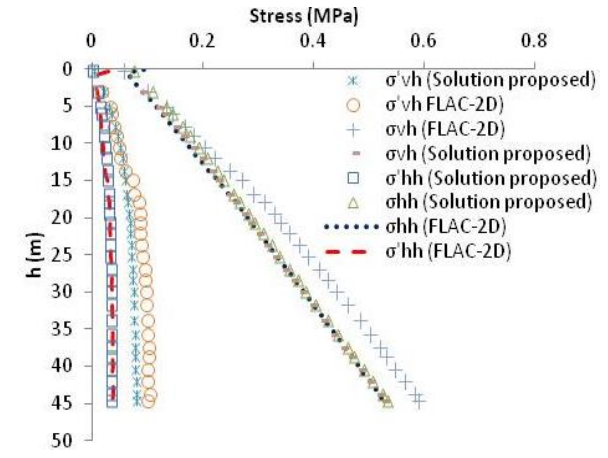 Stress (MPa)
0 0.2 0.4 0.6 0.8
0
5
10
15
20
25
30
35
40
45
50
h (m)
σ'vh (Solution proposed)
σ'vh FLAC-2D)
σvh (FLAC-2D)
σvh (Solution proposed)
σ'hh (Solution proposed)
σhh (Solution proposed)
σhh (FLAC-2D)
σ'hh (FLAC-2D)